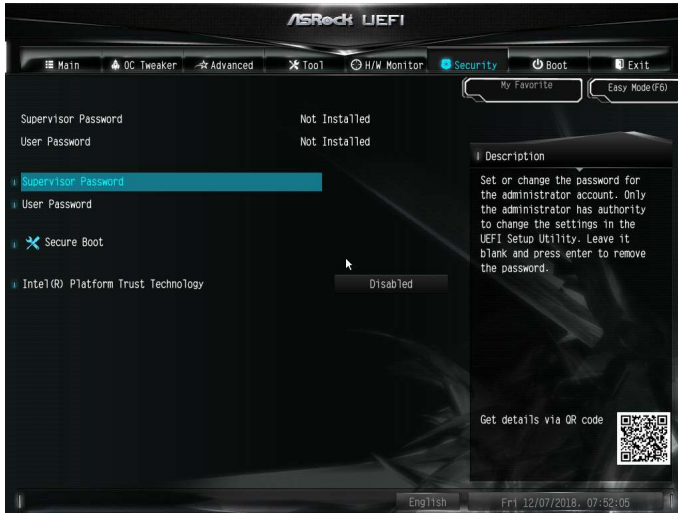 ASRock UEFI
Main OC Tweaker Advanced Tool H/W Monitor Security Boot Exit
My Favorite Easy Mode(F6)
Supervisor Password Not Installed
User Password Not Installed
Description
Supervisor Password
User Password
Secure Boot
Intel(R) Platform Trust Technology Disabled
Set or change the password for
the administrator account. Only
the administrator has authority
to change the settings in the
UEFI Setup Utility. Leave it
blank and press enter to remove
the password.
Get details via QR code
English Fri 12/07/2018. 07:52:05